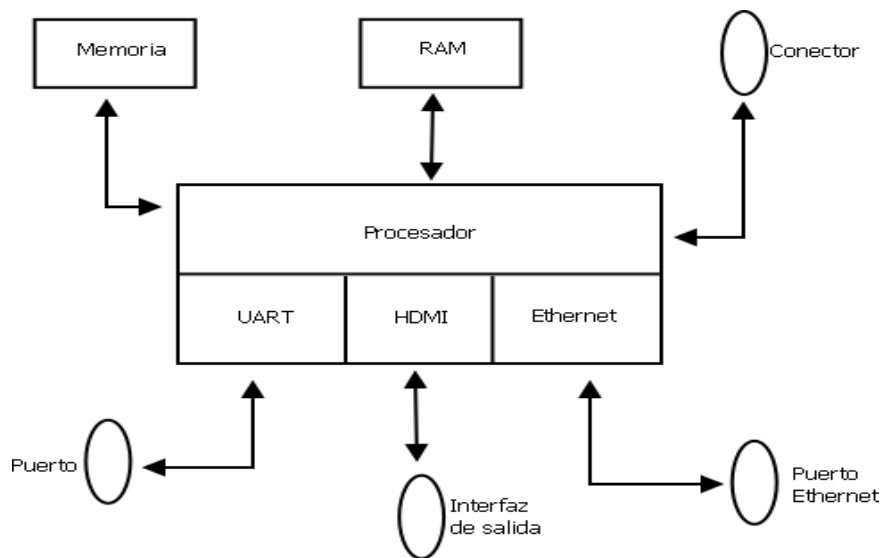 Memoria
RAM
Conector
Procesador
UART
HDMI
Ethernet
Puerto
Interfaz
de salida
Puerto
Ethernet